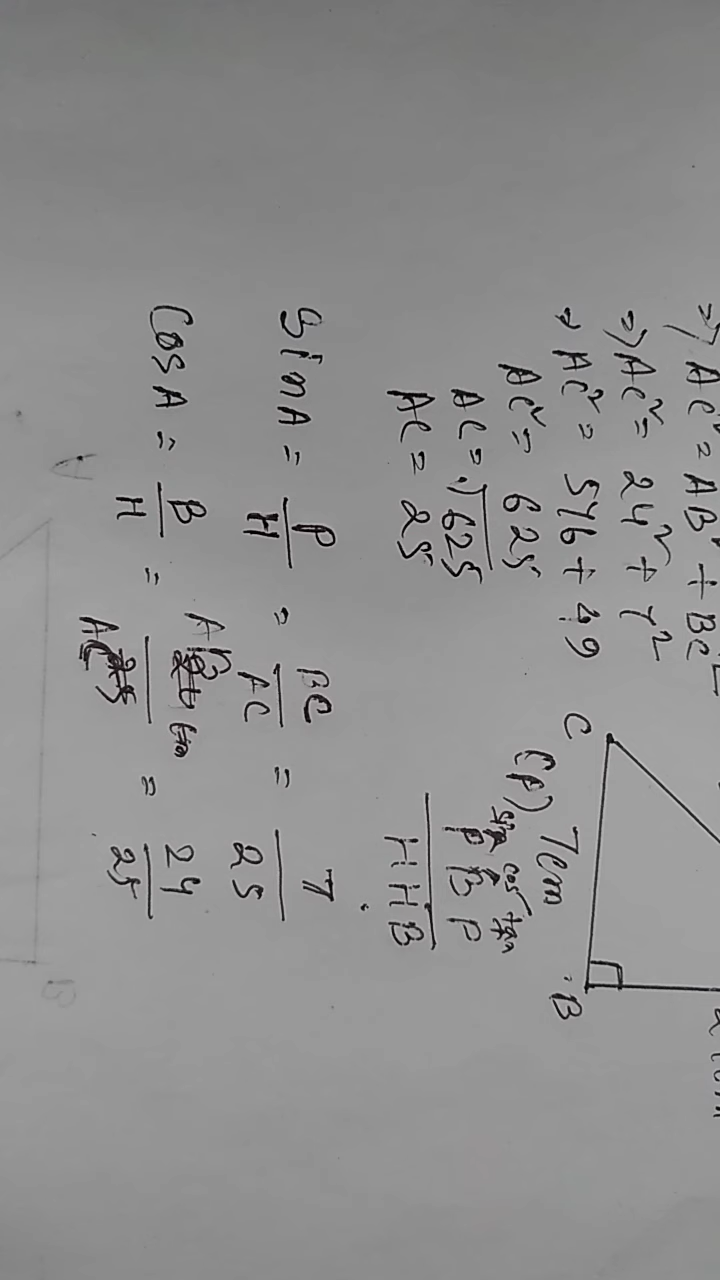 ⇒ AC² = AB² + BC²
⇒ AC² = 24² + 7²
⇒ AC² = 576 + 49
AC² = 625
AC = √625
AC = 25
C
(P) 7cm
B
sin cos tan
P B P
H H B
Sin A = P/H = BC/AC = 7/25
Cos A = B/H = AB/AC = 24/25
A
B